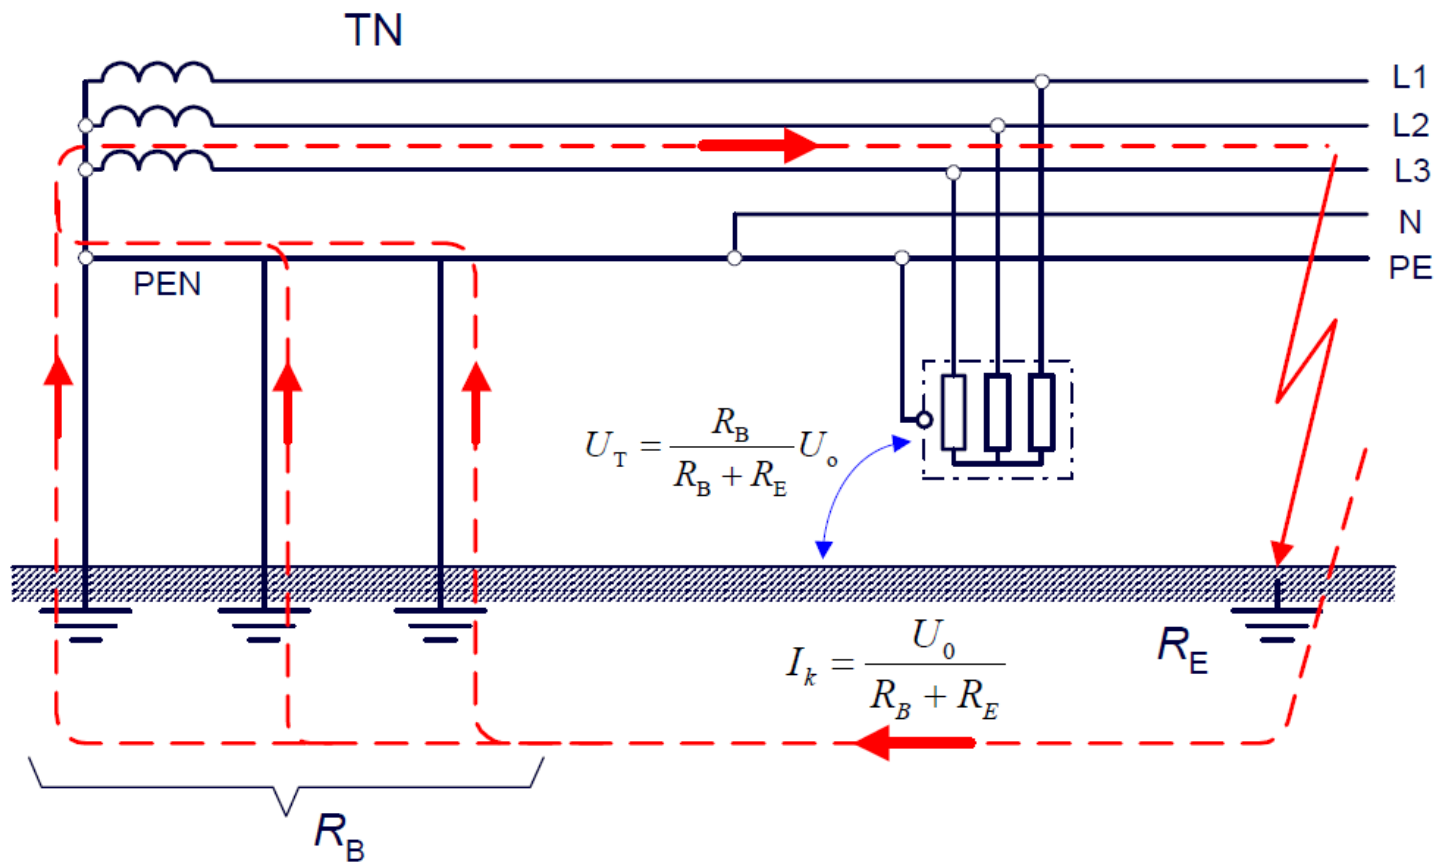 TN
L1
L2
L3
N
PE
PEN
U_T = R_B / (R_B + R_E) U_o
I_k = U_0 / (R_B + R_E)
R_E
R_B